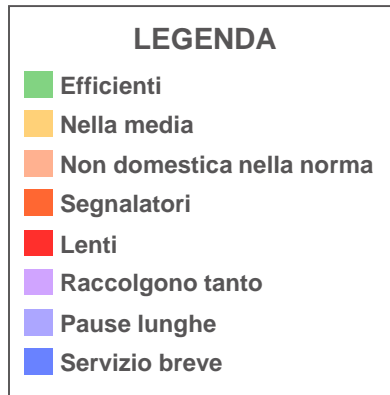 LEGENDA
Efficienti
Nella media
Non domestica nella norma
Segnalatori
Lenti
Raccolgono tanto
Pause lunghe
Servizio breve